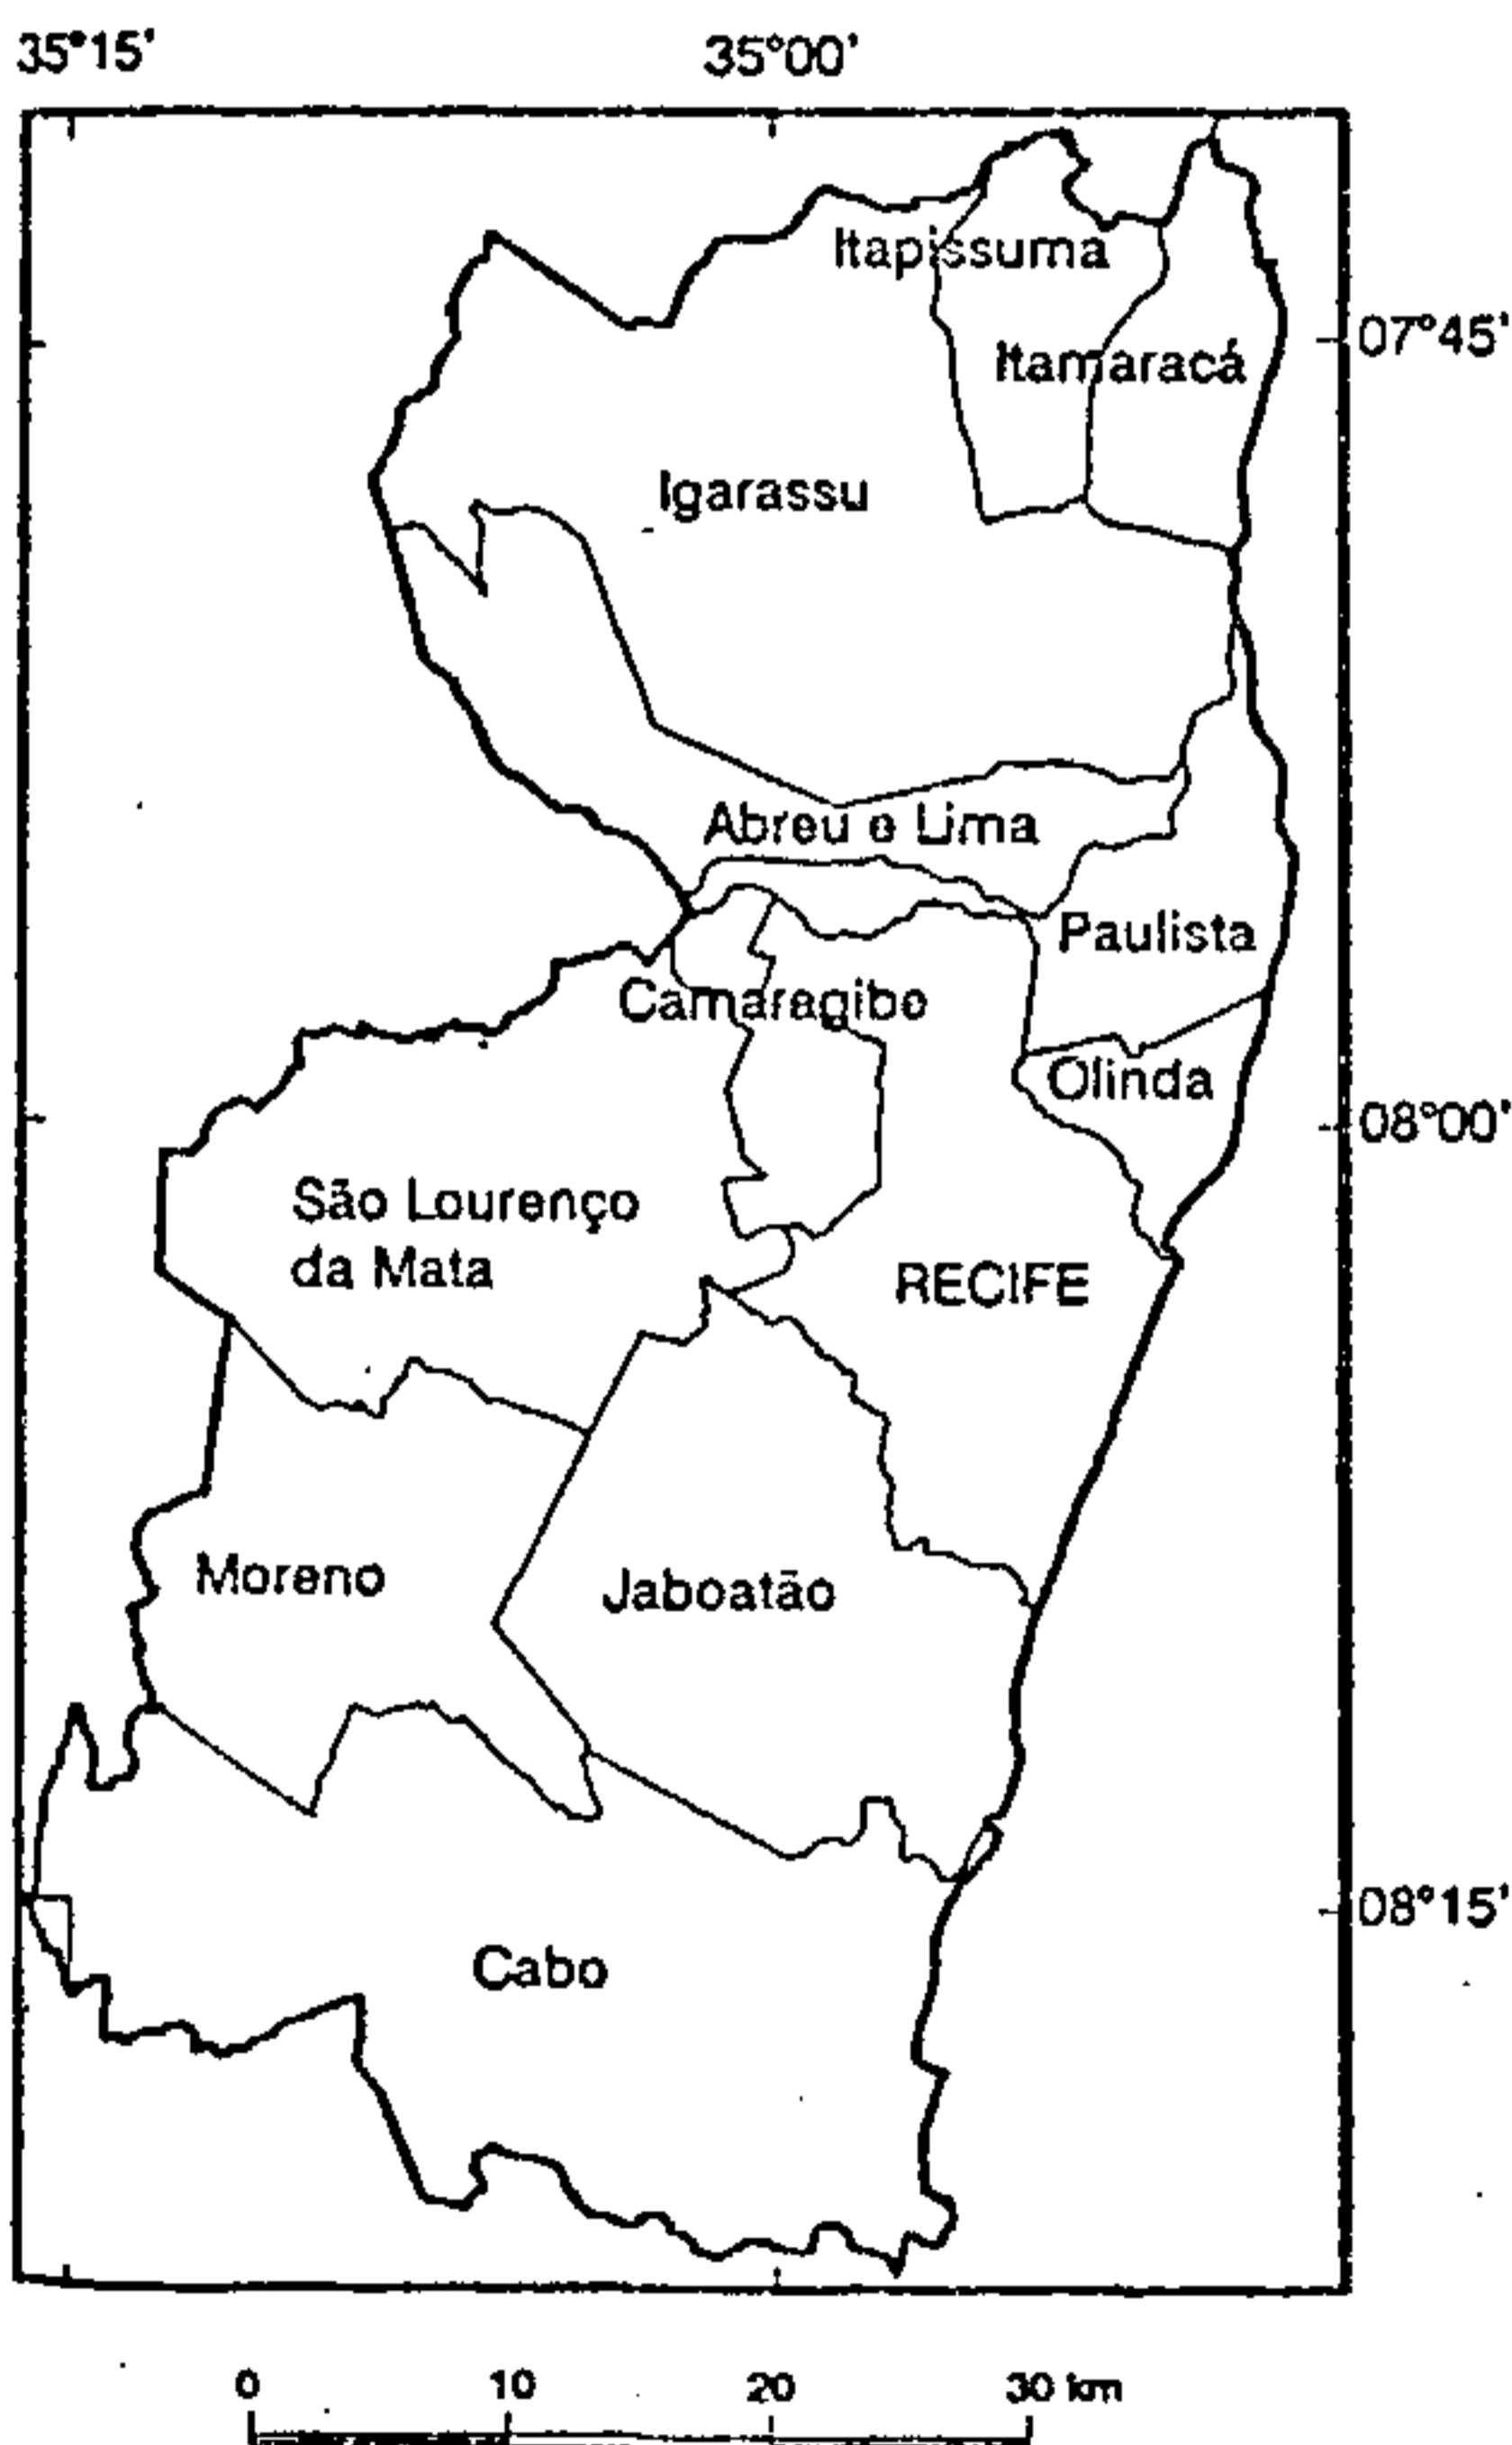 35°15'
35°00'
Itapissuma
07°45'
Itamaracá
Igarassu
Abreu e Lima
Paulista
Camaragibe
Olinda
08°00'
São Lourenço
da Mata
RECIFE
Moreno
Jaboatão
08°15'
Cabo
0 10 20 30 km